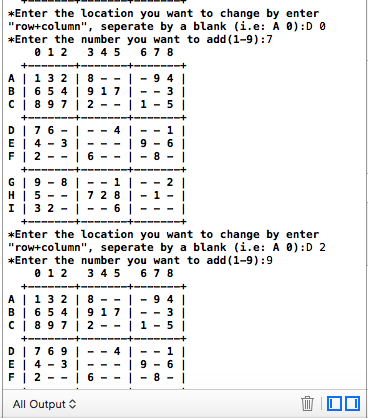 *Enter the location you want to change by enter
"row+column", seperate by a blank (i.e: A 0):D 0
*Enter the number you want to add(1-9):7
0 1 2 3 4 5 6 7 8
+-------+-------+-------+
A | 1 3 2 | 8 - - | - 9 4 |
B | 6 5 4 | 9 1 7 | - - 3 |
C | 8 9 7 | 2 - - | 1 - 5 |
+-------+-------+-------+
D | 7 6 - | - - 4 | - - 1 |
E | 4 - 3 | - - - | 9 - 6 |
F | 2 - - | 6 - - | - 8 - |
+-------+-------+-------+
G | 9 - 8 | - - 1 | - - 2 |
H | 5 - - | 7 2 8 | - 1 - |
I | 3 2 - | - - 6 | - - - |
+-------+-------+-------+
*Enter the location you want to change by enter
"row+column", seperate by a blank (i.e: A 0):D 2
*Enter the number you want to add(1-9):9
0 1 2 3 4 5 6 7 8
+-------+-------+-------+
A | 1 3 2 | 8 - - | - 9 4 |
B | 6 5 4 | 9 1 7 | - - 3 |
C | 8 9 7 | 2 - - | 1 - 5 |
+-------+-------+-------+
D | 7 6 9 | - - 4 | - - 1 |
E | 4 - 3 | - - - | 9 - 6 |
F | 2 - - | 6 - - | - 8 - |
All Output